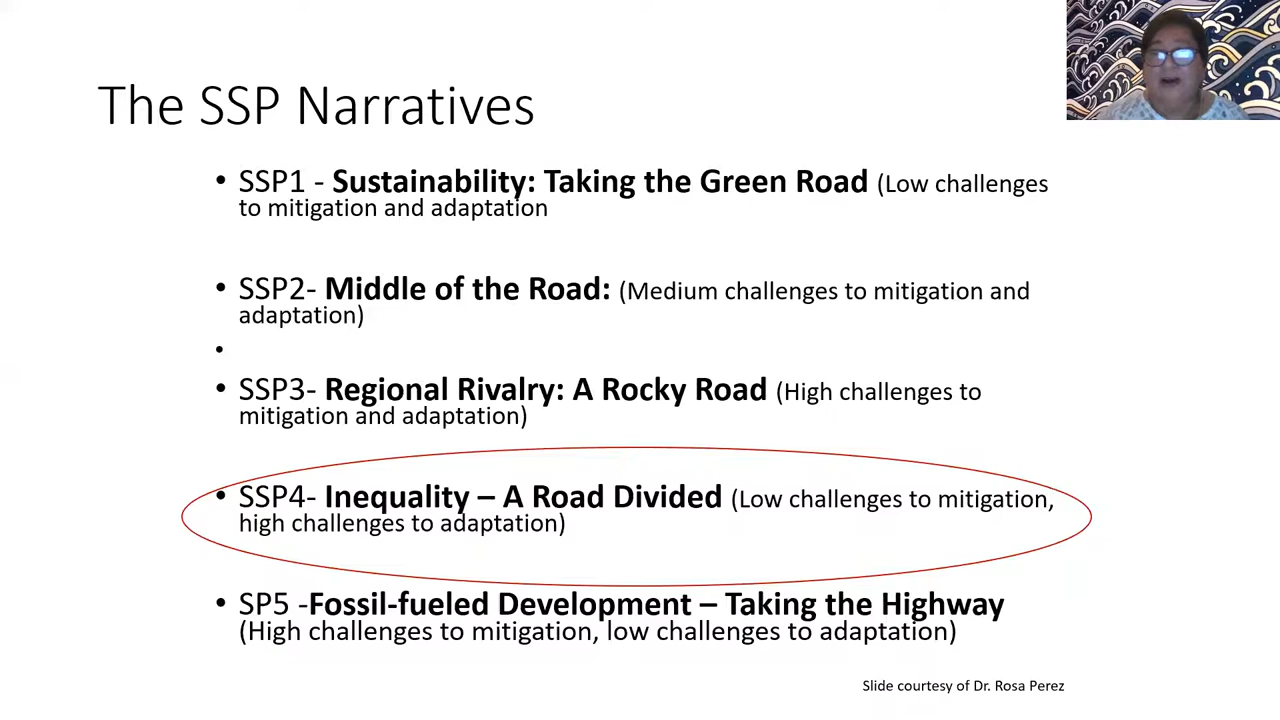 The SSP Narratives
• SSP1 - Sustainability: Taking the Green Road (Low challenges
to mitigation and adaptation
• SSP2- Middle of the Road: (Medium challenges to mitigation and
adaptation)
•
• SSP3- Regional Rivalry: A Rocky Road (High challenges to
mitigation and adaptation)
• SSP4- Inequality – A Road Divided (Low challenges to mitigation,
high challenges to adaptation)
• SP5 -Fossil-fueled Development – Taking the Highway
(High challenges to mitigation, low challenges to adaptation)
Slide courtesy of Dr. Rosa Perez